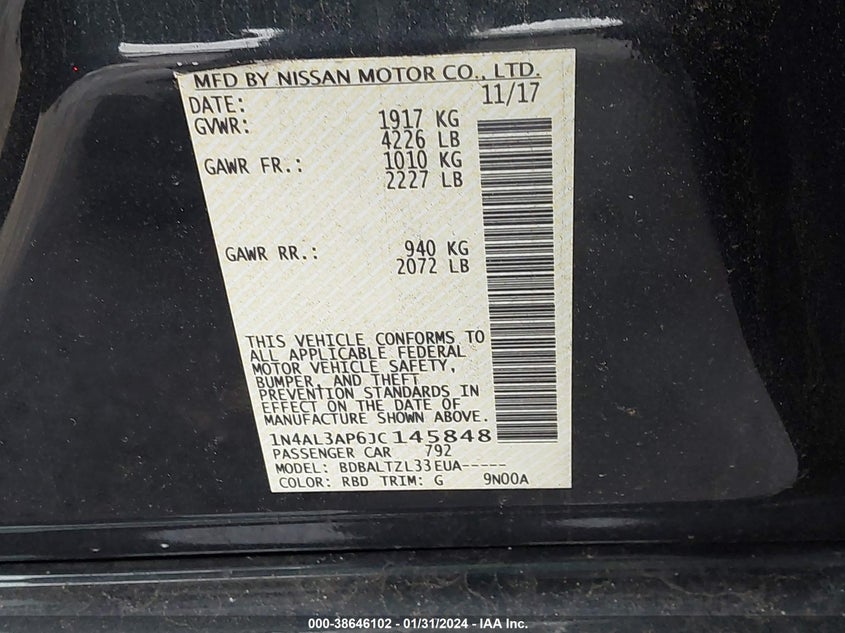 MFD BY NISSAN MOTOR CO., LTD.
DATE: 11/17
GVWR: 1917 KG
4226 LB
GAWR FR.: 1010 KG
2227 LB
GAWR RR.: 940 KG
2072 LB
THIS VEHICLE CONFORMS TO
ALL APPLICABLE FEDERAL
MOTOR VEHICLE SAFETY,
BUMPER, AND THEFT
PREVENTION STANDARDS IN
EFFECT ON THE DATE OF
MANUFACTURE SHOWN ABOVE.
1N4AL3AP6JC145848
PASSENGER CAR 792
MODEL: BDBALTZL33EUA-----
COLOR: RBD TRIM: G 9N00A
000-38646102 - 01/31/2024 - IAA Inc.